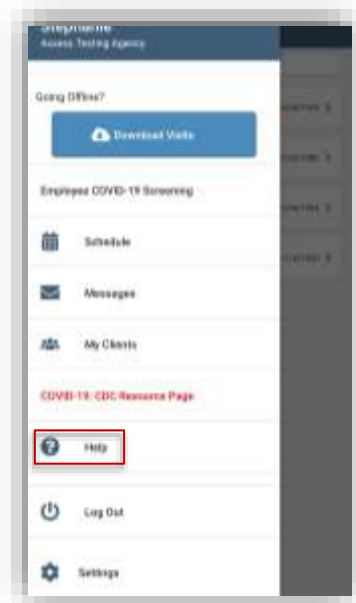 Stephanie
Access Testing Agency
Going Offline?
Download Visits
Employee COVID-19 Screening
Schedule
Messages
My Clients
COVID-19: CDC Resource Page
Help
Log Out
Settings